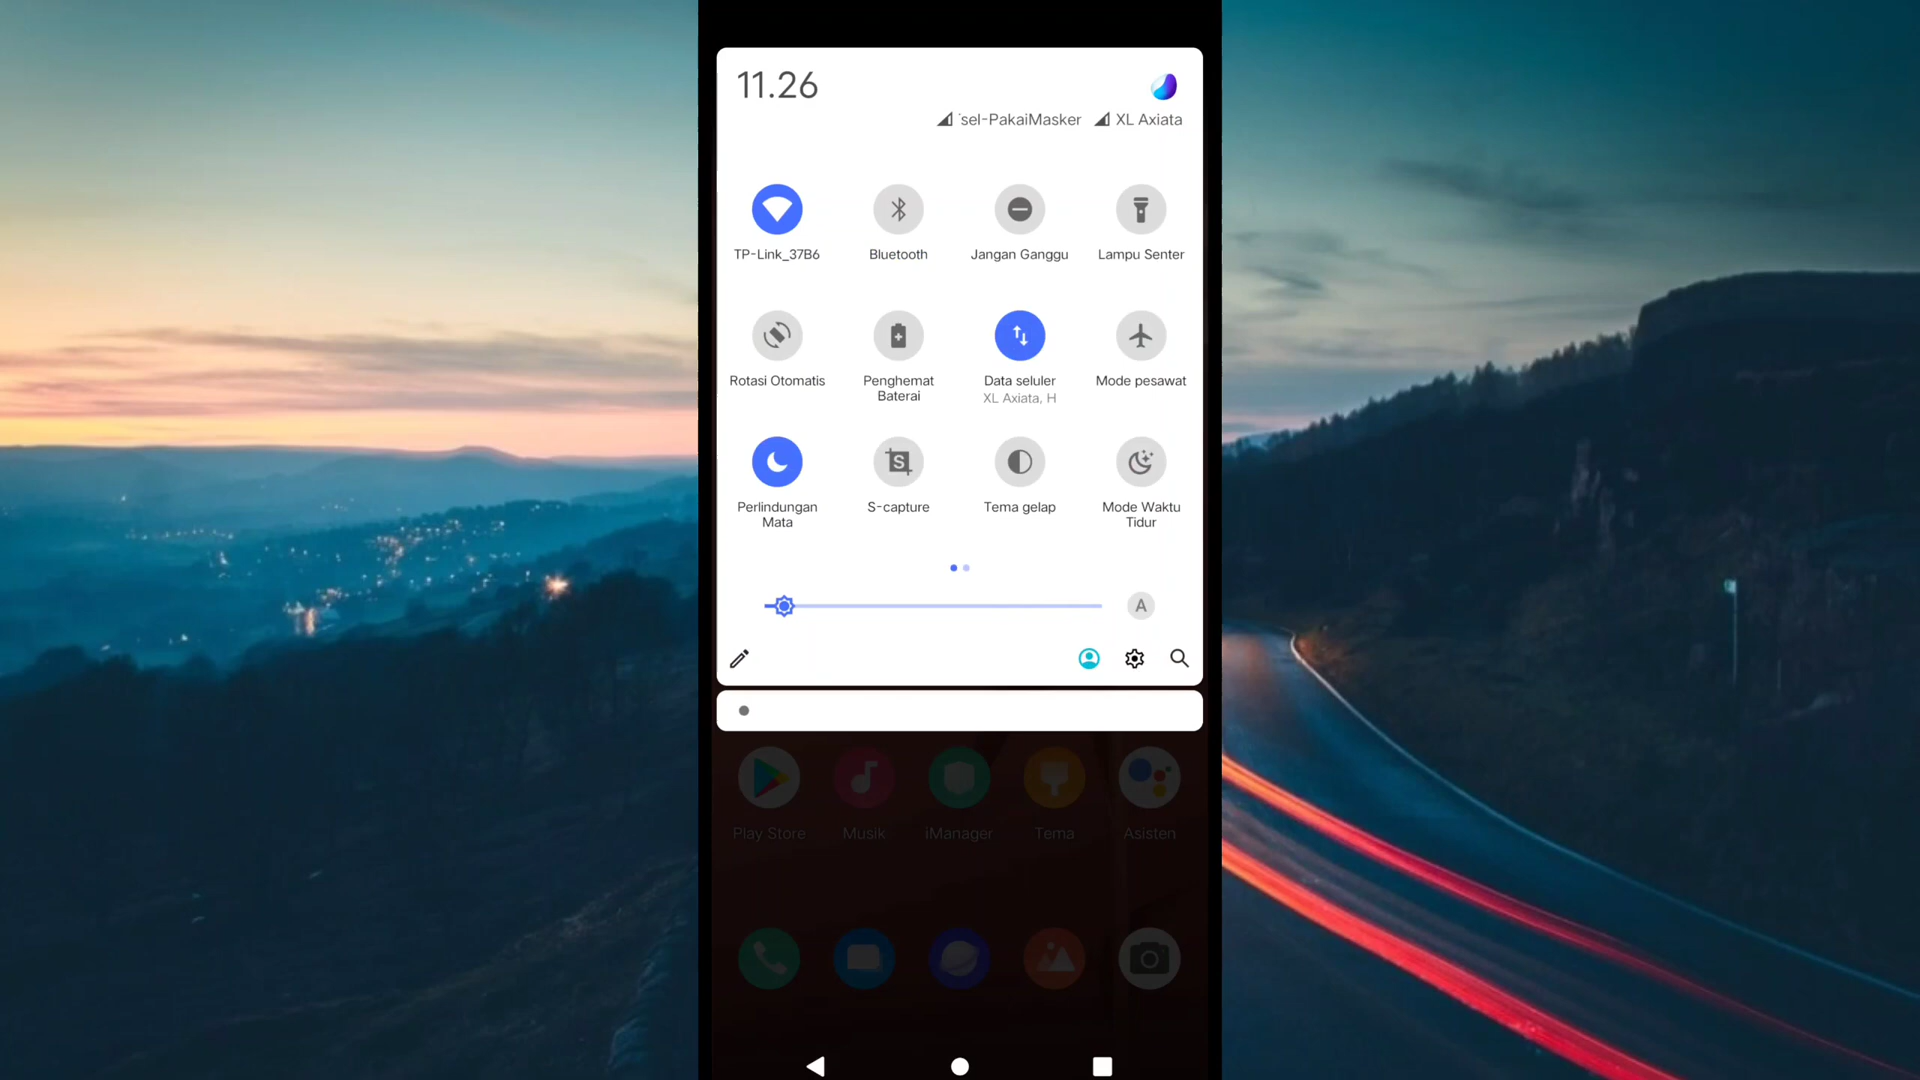 11.26
sel-PakaiMasker XL Axiata
TP-Link_37B6 Bluetooth Jangan Ganggu Lampu Senter
Rotasi Otomatis Penghemat Baterai Data seluler XL Axiata, H Mode pesawat
Perlindungan Mata S-capture Tema gelap Mode Waktu Tidur
A
Play Store Musik iManager Tema Asisten